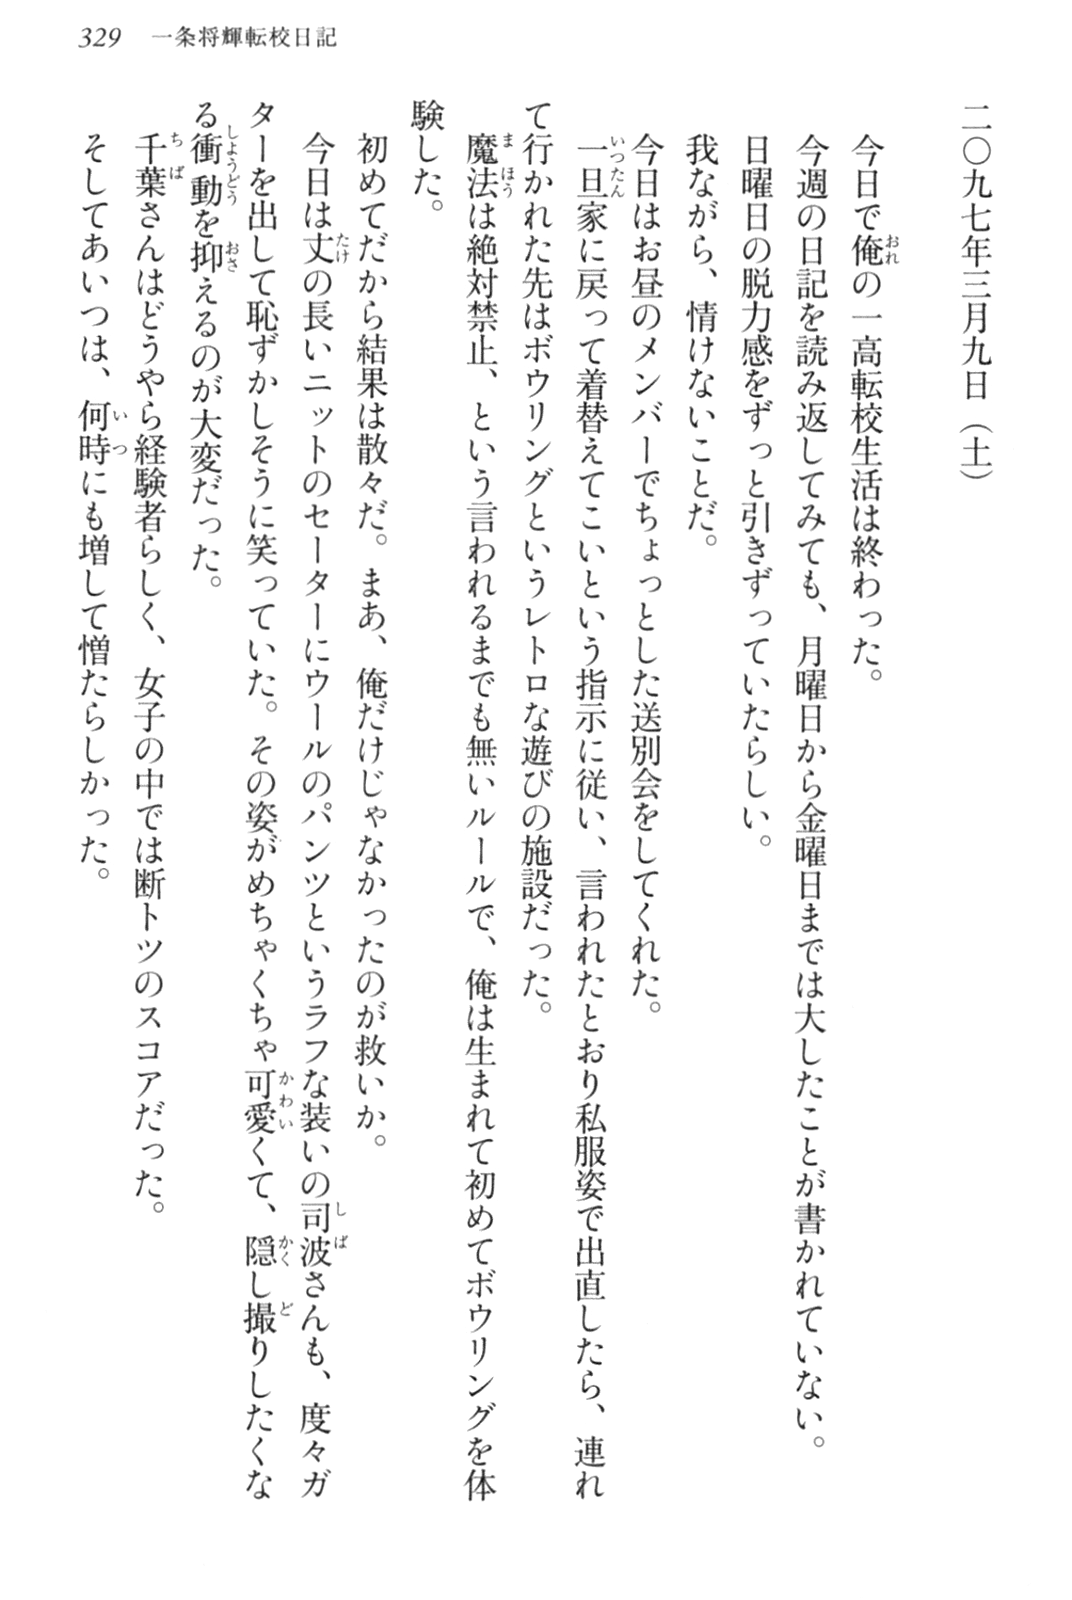 329 一条将輝転校日記
二〇九七年三月九日（土）
今日で俺の一高転校生活は終わった。
今週の日記を読み返してみても、月曜日から金曜日までは大したことが書かれていない。
日曜日の脱力感をずっと引きずっていたらしい。
我ながら、情けないことだ。
今日はお昼のメンバーでちょっとした送別会をしてくれた。
一旦家に戻って着替えてこいという指示に従い、言われたとおり私服姿で出直したら、連れ
て行かれた先はボウリングというレトロな遊びの施設だった。
魔法は絶対禁止、という言われるまでも無いルールで、俺は生まれて初めてボウリングを体
験した。
初めてだから結果は散々だ。まあ、俺だけじゃなかったのが救いか。
今日は丈の長いニットのセーターにウールのパンツというラフな装いの司波さんも、度々ガ
ターを出して恥ずかしそうに笑っていた。その姿がめちゃくちゃ可愛くて、隠し撮りしたくな
る衝動を抑えるのが大変だった。
千葉さんはどうやら経験者らしく、女子の中では断トツのスコアだった。
そしてあいつは、何時にも増して憎たらしかった。